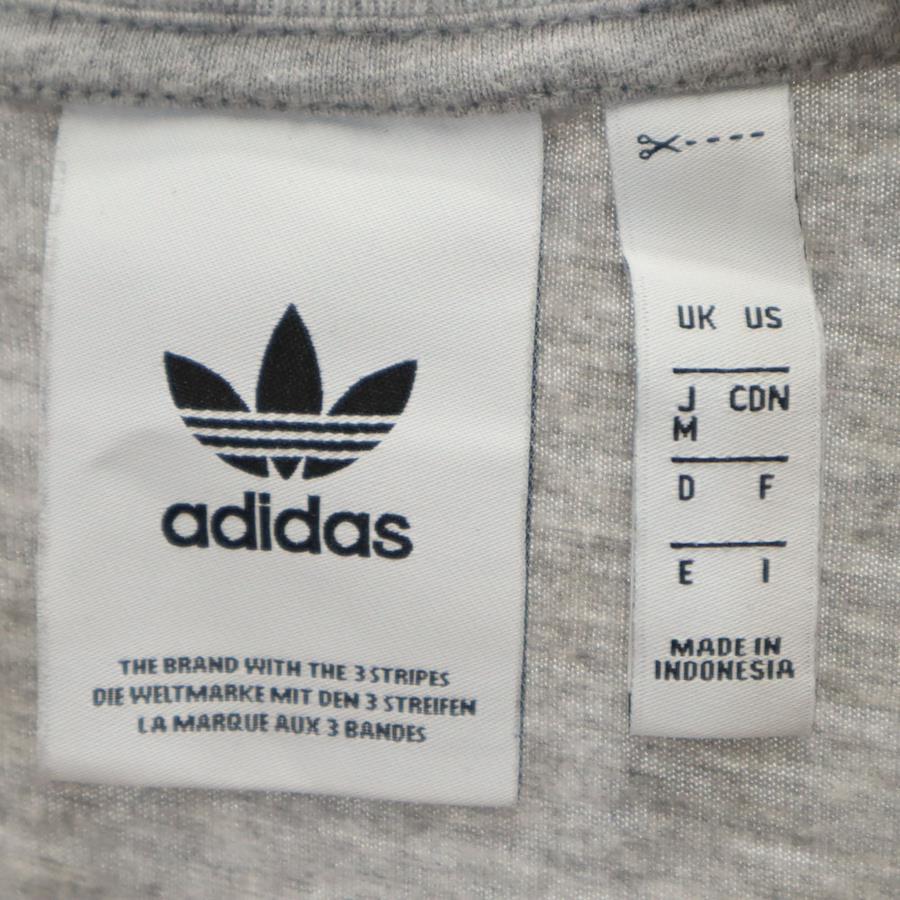 adidas
THE BRAND WITH THE 3 STRIPES
DIE WELTMARKE MIT DEN 3 STREIFEN
LA MARQUE AUX 3 BANDES
UK US
J CDN
M
D F
E I
MADE IN
INDONESIA